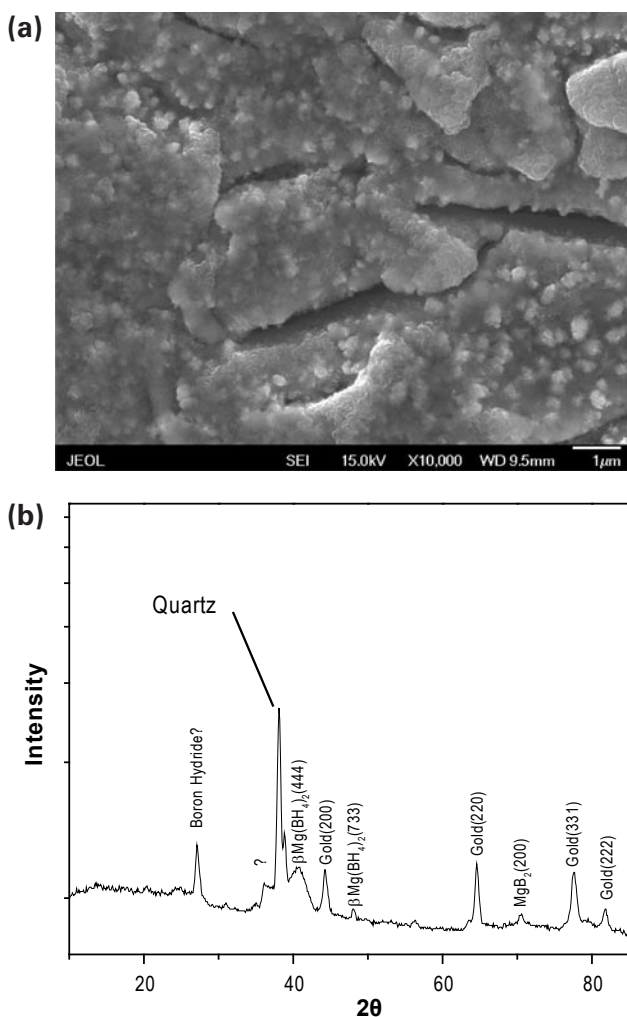 (a)
JEOL SEI 15.0kV X10,000 WD 9.5mm 1µm
(b)
Quartz
Intensity
Boron Hydride?
?
βMg(BH4)2(444)
Gold(200)
β Mg(BH4)2(733)
Gold(220)
MgB2(200)
Gold(331)
Gold(222)
20 40 60 80
2θ